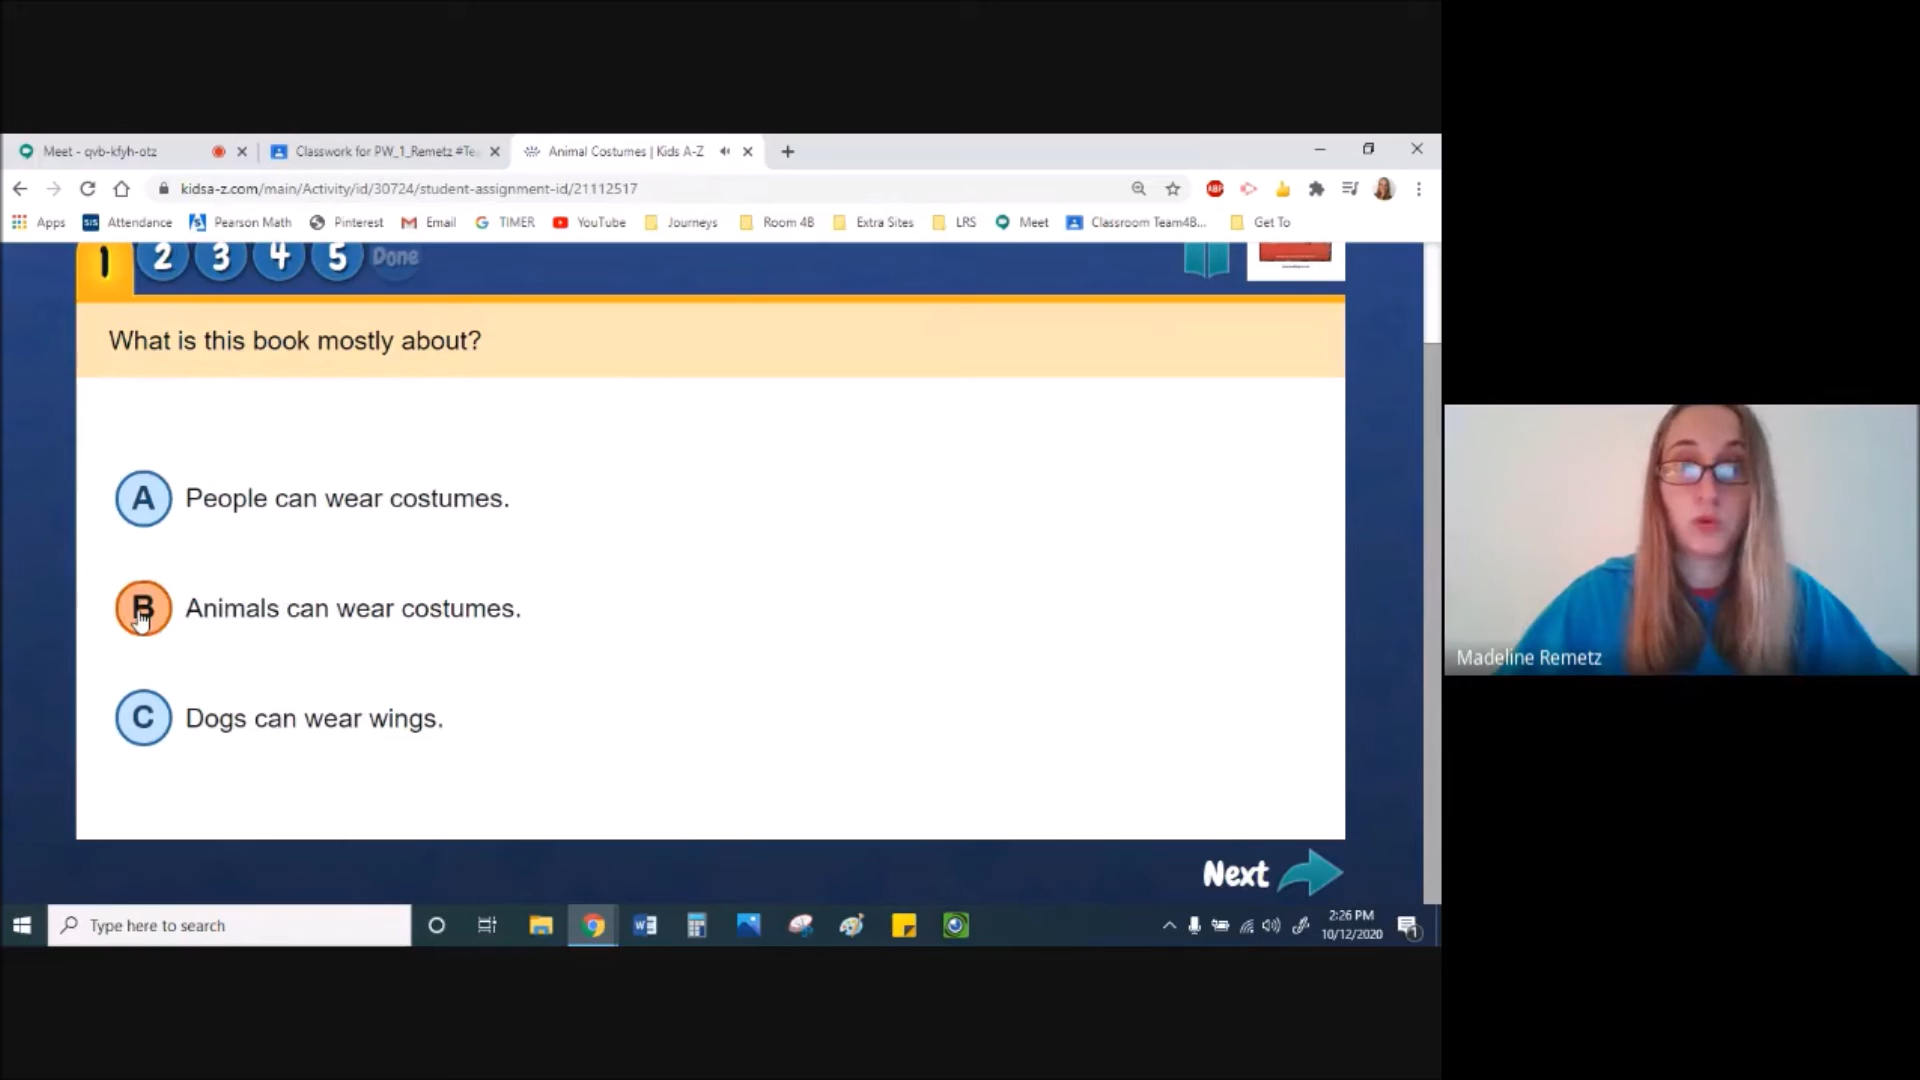 Meet - qvb-kfyh-otz
Classwork for PW_1_Remetz #Te
Animal Costumes | Kids A-Z
kidsa-z.com/main/Activity/id/30724/student-assignment-id/21112517
ABP
Apps
SIS Attendance
Pearson Math
Pinterest
Email
TIMER
YouTube
Journeys
Room 4B
Extra Sites
LRS
Meet
Classroom Team4B...
Get To
1 2 3 4 5 Done
What is this book mostly about?
A People can wear costumes.
B Animals can wear costumes.
C Dogs can wear wings.
Next
Madeline Remetz
Type here to search
2:26 PM
10/12/2020
1